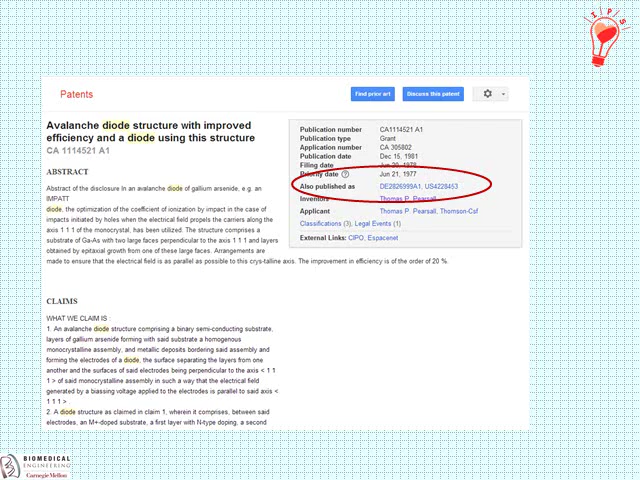 I P S
Patents
Find prior art
Discuss this patent
Avalanche diode structure with improved
efficiency and a diode using this structure
CA 1114521 A1
ABSTRACT
Abstract of the disclosure In an avalanche diode of gallium arsenide, e.g. an
IMPATT
diode, the optimization of the coefficient of ionization by impact in the case of
impacts initiated by holes when the electrical field propels the carriers along the
axis 1 1 1 of the monocrystal, has been utilized. The structure comprises a
substrate of Ga-As with two large faces perpendicular to the axis 1 1 1 and layers
obtained by epitaxial growth from one of these large faces. Arrangements are
made to ensure that the electrical field is as parallel as possible to this crys-talline axis. The improvement in efficiency is of the order of 20 %.
Publication number CA1114521 A1
Publication type Grant
Application number CA 305802
Publication date Dec 15, 1981
Filing date Jun 20, 1978
Priority date ? Jun 21, 1977
Also published as DE2826999A1, US4228453
Inventors Thomas P. Pearsall
Applicant Thomas P. Pearsall, Thomson-Csf
Classifications (3), Legal Events (1)
External Links: CIPO, Espacenet
CLAIMS
WHAT WE CLAIM IS :
1. An avalanche diode structure comprising a binary semi-conducting substrate,
layers of gallium arsenide forming with said substrate a homogenous
monocrystalline assembly, and metallic deposits bordering said assembly and
forming the electrodes of a diode, the surface separating the layers from one
another and the surfaces of said electrodes being perpendicular to the axis < 1 1
1 > of said monocrystalline assembly in such a way that the electrical field
generated by a biassing voltage applied to the electrodes is parallel to said axis <
1 1 1 >.
2. A diode structure as claimed in claim 1, wherein it comprises, between said
electrodes, an M+-doped substrate, a first layer with N-type doping, a second
BIOMEDICAL
ENGINEERING
Carnegie Mellon